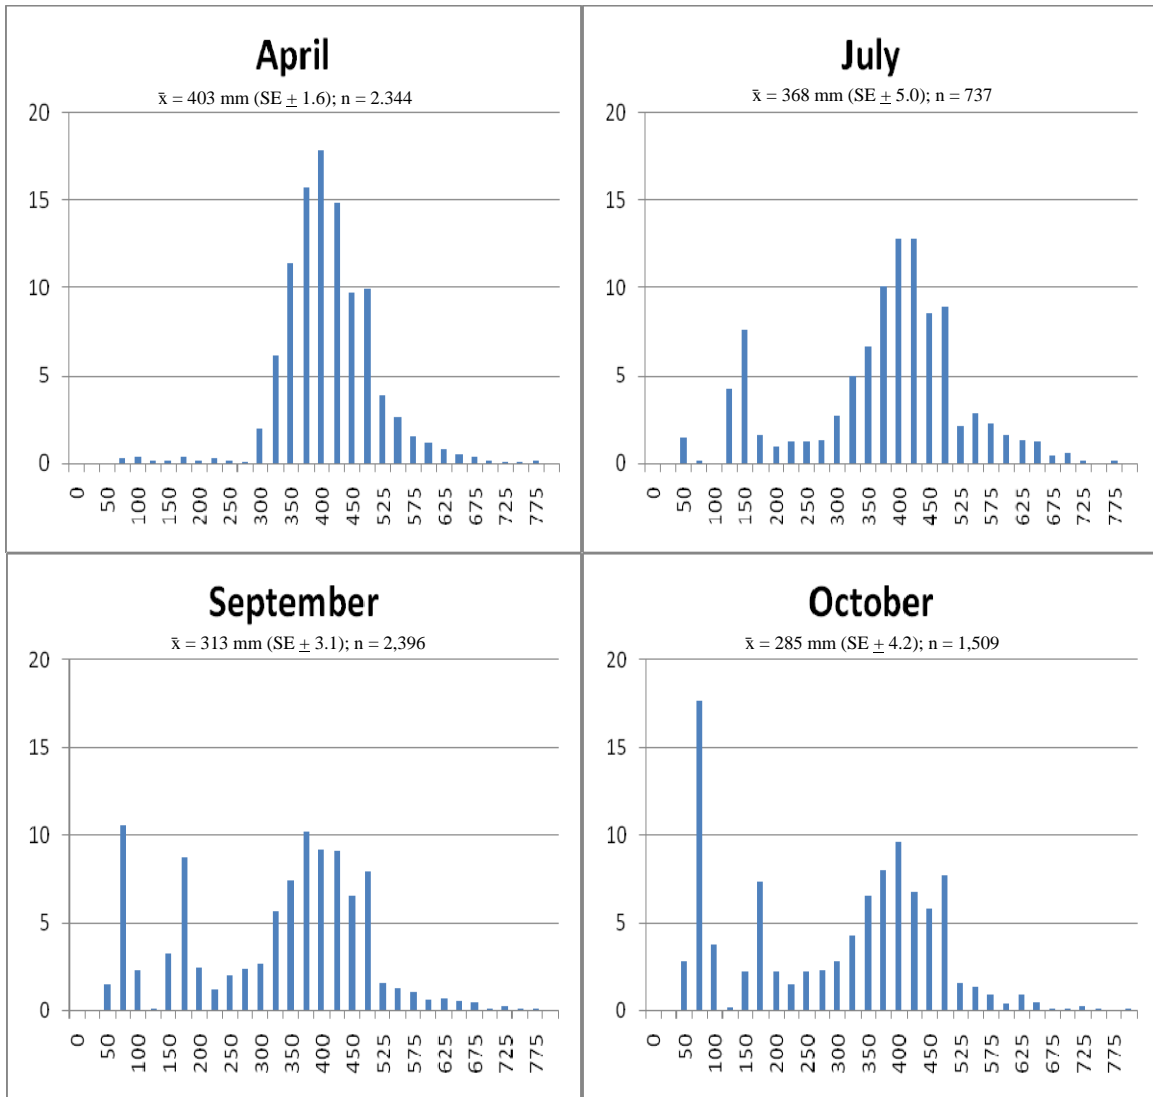 April
x̄ = 403 mm (SE ± 1.6); n = 2.344
20
15
10
5
0
0 50 100 150 200 250 300 350 400 450 525 575 625 675 725 775
July
x̄ = 368 mm (SE ± 5.0); n = 737
20
15
10
5
0
0 50 100 150 200 250 300 350 400 450 525 575 625 675 725 775
September
x̄ = 313 mm (SE ± 3.1); n = 2,396
20
15
10
5
0
0 50 100 150 200 250 300 350 400 450 525 575 625 675 725 775
October
x̄ = 285 mm (SE ± 4.2); n = 1,509
20
15
10
5
0
0 50 100 150 200 250 300 350 400 450 525 575 625 675 725 775